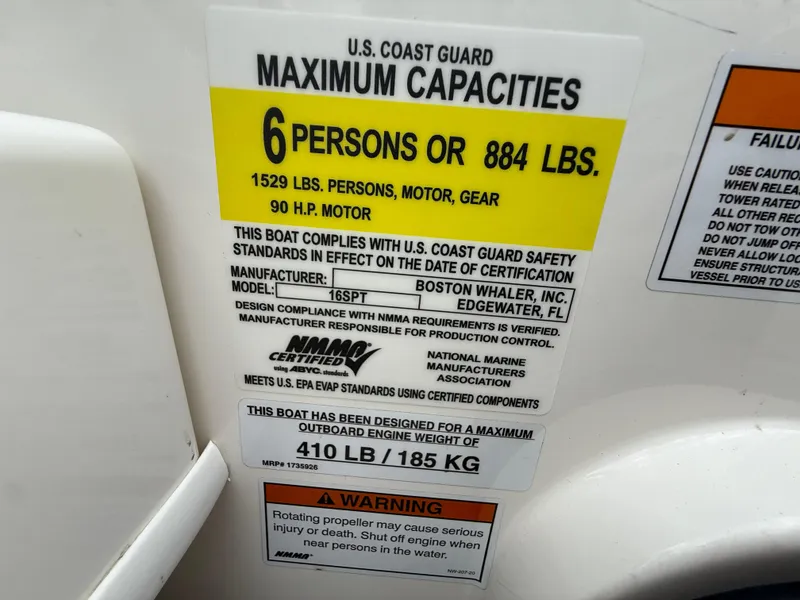 U.S. COAST GUARD
MAXIMUM CAPACITIES
6 PERSONS OR 884 LBS.
1529 LBS. PERSONS, MOTOR, GEAR
90 H.P. MOTOR
THIS BOAT COMPLIES WITH U.S. COAST GUARD SAFETY
STANDARDS IN EFFECT ON THE DATE OF CERTIFICATION
MANUFACTURER: BOSTON WHALER, INC.
MODEL: 16SPT EDGEWATER, FL
DESIGN COMPLIANCE WITH NMMA REQUIREMENTS IS VERIFIED.
MANUFACTURER RESPONSIBLE FOR PRODUCTION CONTROL.
NMMA®
CERTIFIED
using ABYC. standards
NATIONAL MARINE
MANUFACTURERS
ASSOCIATION
MEETS U.S. EPA EVAP STANDARDS USING CERTIFIED COMPONENTS
THIS BOAT HAS BEEN DESIGNED FOR A MAXIMUM
OUTBOARD ENGINE WEIGHT OF
410 LB / 185 KG
MRP# 1735926
WARNING
Rotating propeller may cause serious
injury or death. Shut off engine when
near persons in the water.
NMMA®
USE CAUTIO
WHEN RELEA
TOWER RATED
ALL OTHER REC
DO NOT TOW OTH
DO NOT JUMP OFF
NEVER ALLOW LOO
ENSURE STRUCTURA
VESSEL PRIOR TO US